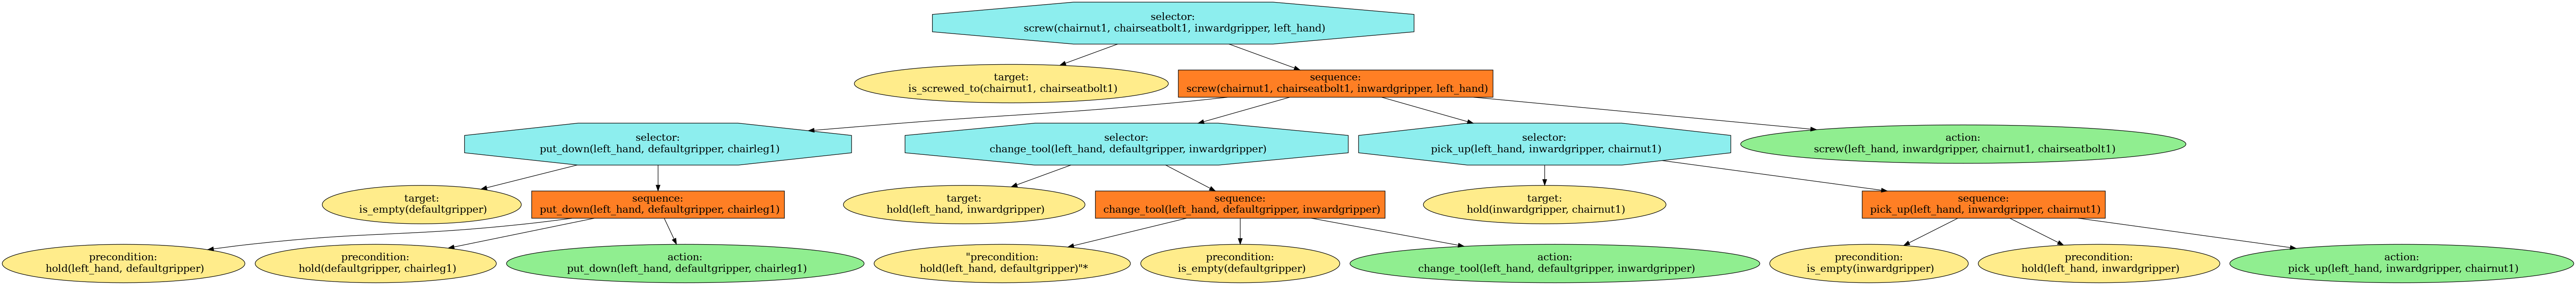 selector:
screw(chairnut1, chairseatbolt1, inwardgripper, left_hand)
target:
is_screwed_to(chairnut1, chairseatbolt1)
sequence:
screw(chairnut1, chairseatbolt1, inwardgripper, left_hand)
selector:
put_down(left_hand, defaultgripper, chairleg1)
selector:
change_tool(left_hand, defaultgripper, inwardgripper)
selector:
pick_up(left_hand, inwardgripper, chairnut1)
action:
screw(left_hand, inwardgripper, chairnut1, chairseatbolt1)
target:
is_empty(defaultgripper)
sequence:
put_down(left_hand, defaultgripper, chairleg1)
target:
hold(left_hand, inwardgripper)
sequence:
change_tool(left_hand, defaultgripper, inwardgripper)
target:
hold(inwardgripper, chairnut1)
sequence:
pick_up(left_hand, inwardgripper, chairnut1)
precondition:
hold(left_hand, defaultgripper)
precondition:
hold(defaultgripper, chairleg1)
action:
put_down(left_hand, defaultgripper, chairleg1)
"precondition:
hold(left_hand, defaultgripper)"*
precondition:
is_empty(defaultgripper)
action:
change_tool(left_hand, defaultgripper, inwardgripper)
precondition:
is_empty(inwardgripper)
precondition:
hold(left_hand, inwardgripper)
action:
pick_up(left_hand, inwardgripper, chairnut1)